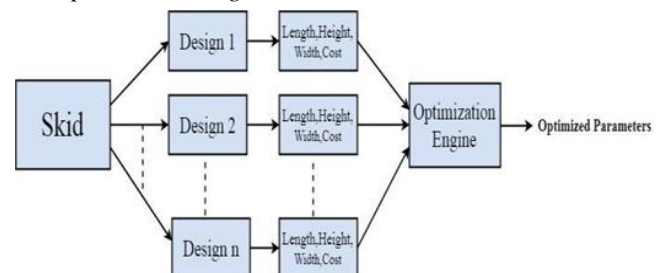 Skid
Design 1
Length,Height,
Width,Cost
Design 2
Length,Height,
Width,Cost
Design n
Length,Height,
Width,Cost
Optimization
Engine
Optimized Parameters